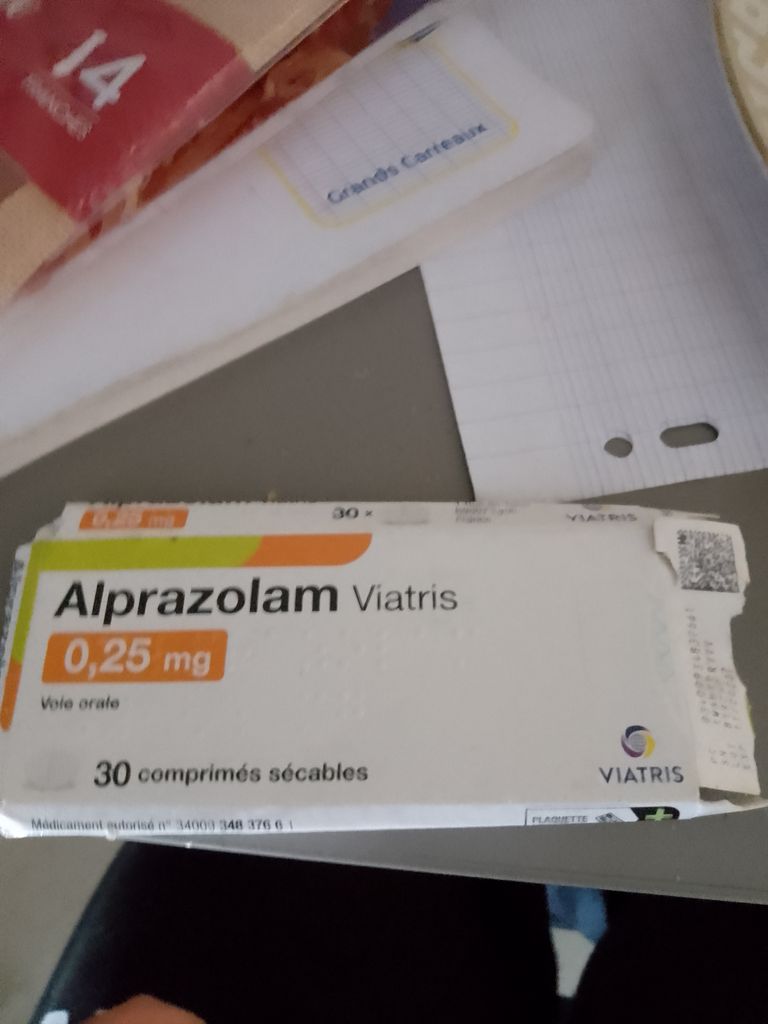 14
Grands Carreaux
0,25 mg
30 x
VIATRIS
Alprazolam Viatris
0,25 mg
Voie orale
30 comprimés sécables
VIATRIS
Médicament autorisé n° 34009 348 376 6
PLAQUETTE